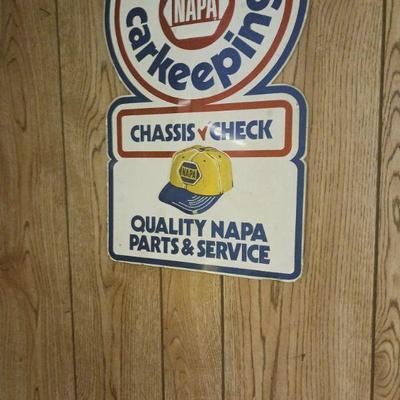 NAPA
carkeeping
CHASSIS CHECK
NAPA
QUALITY NAPA
PARTS & SERVICE